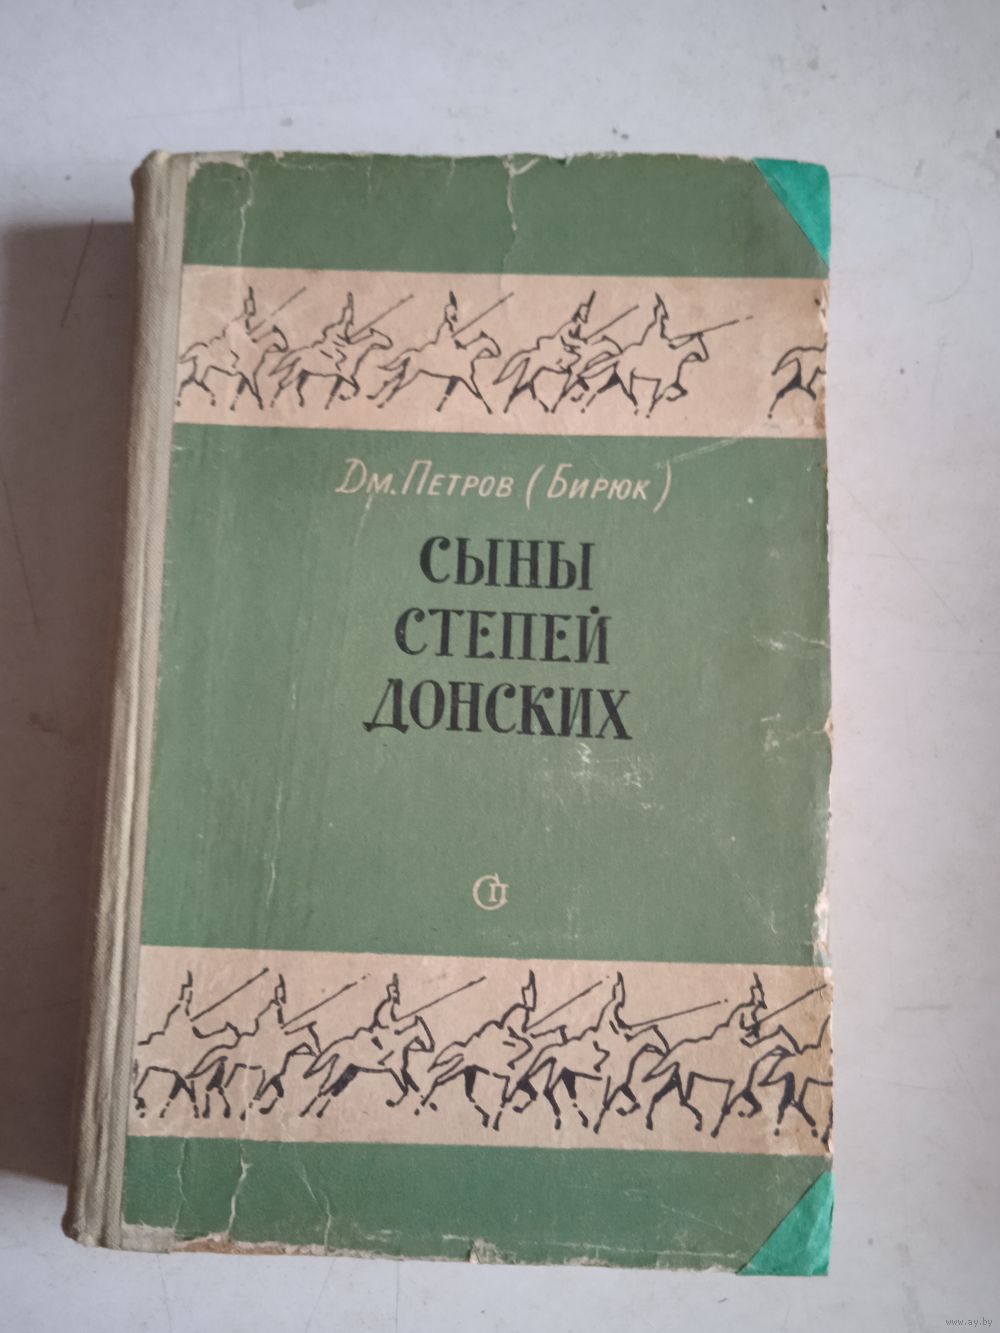 Дм. Петров (Бирюк)
СЫНЫ
СТЕПЕЙ
ДОНСКИХ
СП
www.ay.by